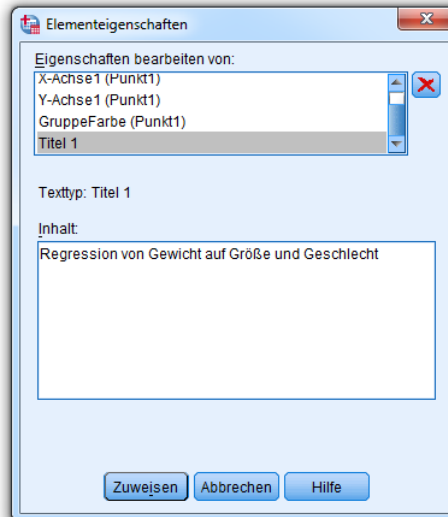 Elementeigenschaften
Eigenschaften bearbeiten von:
X-Achse1 (Punkt1)
Y-Achse1 (Punkt1)
GruppeFarbe (Punkt1)
Titel 1
Texttyp: Titel 1
Inhalt:
Regression von Gewicht auf Größe und Geschlecht
Zuweisen Abbrechen Hilfe